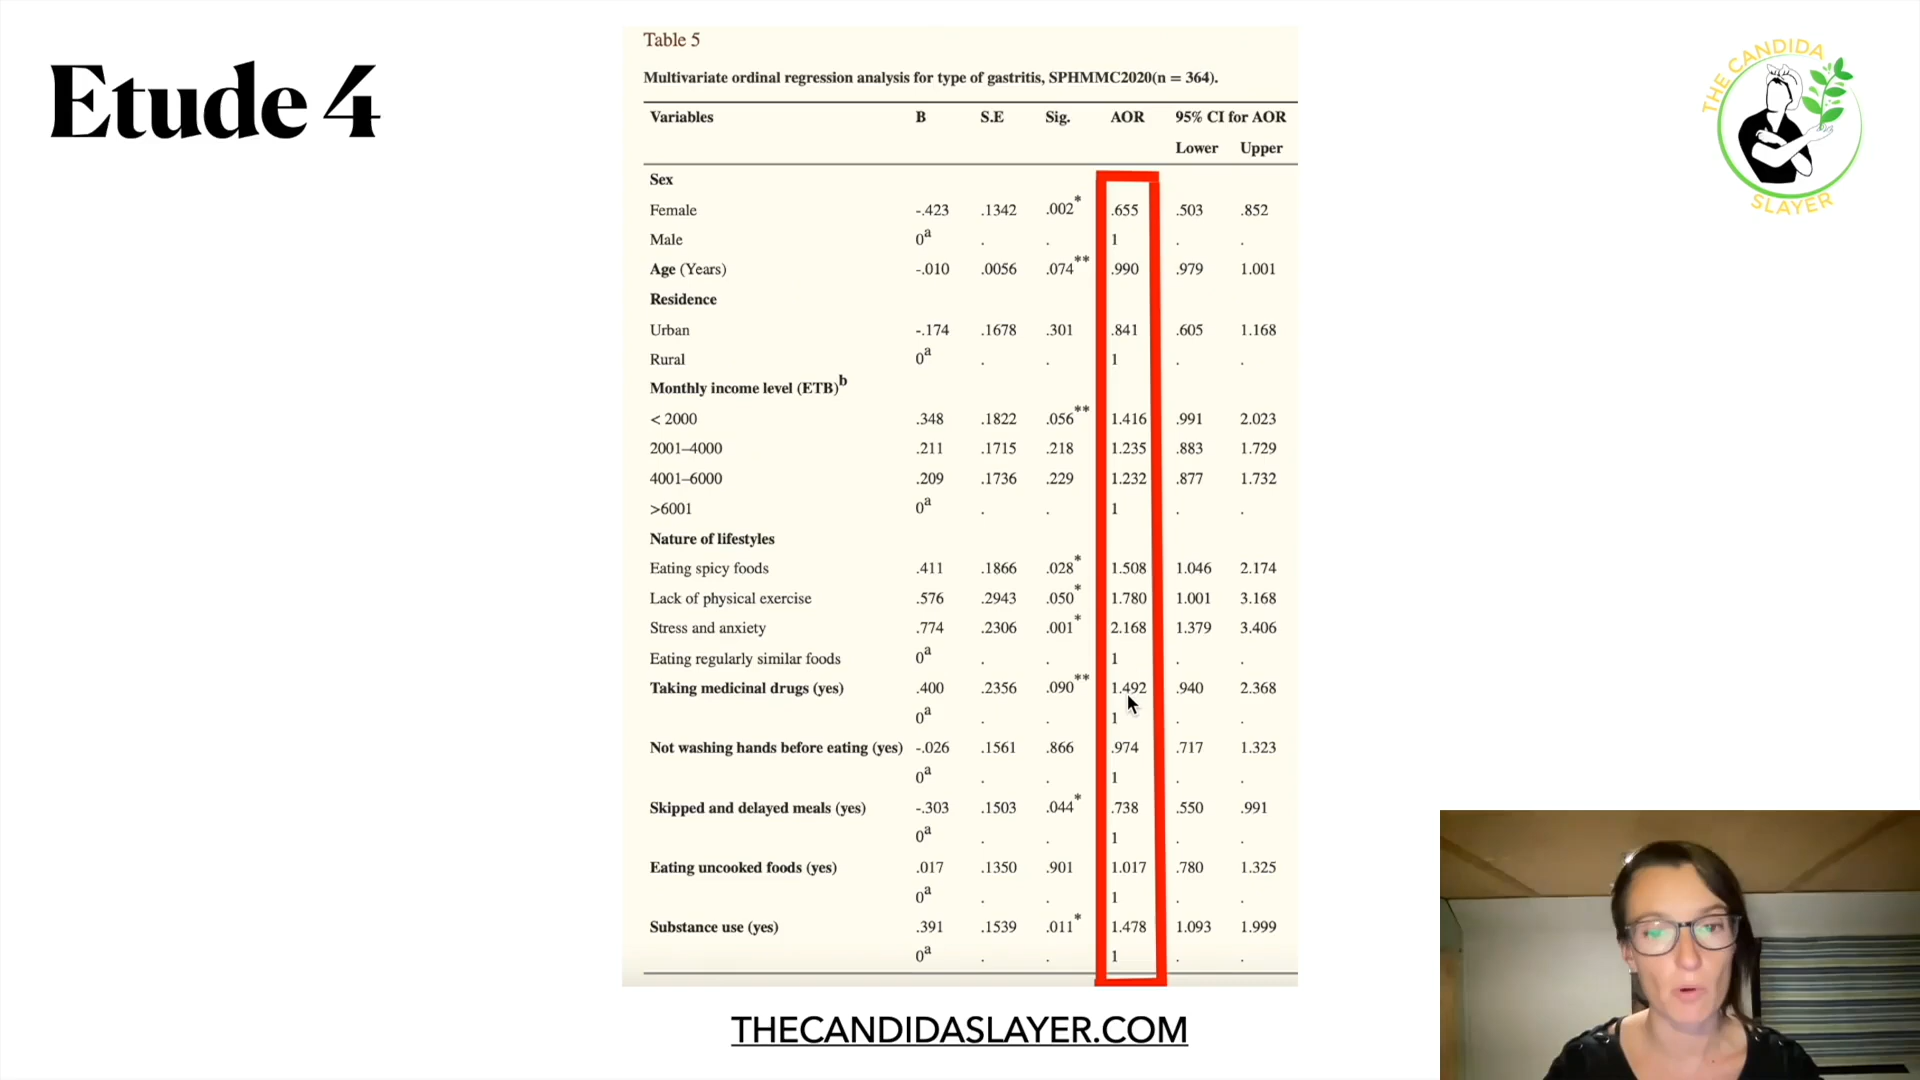 Etude 4
Table 5
Multivariate ordinal regression analysis for type of gastritis, SPHMMC2020(n = 364).
Variables B S.E Sig. AOR 95% CI for AOR
Lower Upper
Sex
Female -.423 .1342 .002* .655 .503 .852
Male 0a . . 1 . .
Age (Years) -.010 .0056 .074** .990 .979 1.001
Residence
Urban -.174 .1678 .301 .841 .605 1.168
Rural 0a . . 1 . .
Monthly income level (ETB)b
< 2000 .348 .1822 .056** 1.416 .991 2.023
2001–4000 .211 .1715 .218 1.235 .883 1.729
4001–6000 .209 .1736 .229 1.232 .877 1.732
>6001 0a . . 1 . .
Nature of lifestyles
Eating spicy foods .411 .1866 .028* 1.508 1.046 2.174
Lack of physical exercise .576 .2943 .050* 1.780 1.001 3.168
Stress and anxiety .774 .2306 .001* 2.168 1.379 3.406
Eating regularly similar foods 0a . . 1 . .
Taking medicinal drugs (yes) .400 .2356 .090** 1.492 .940 2.368
0a . . 1 . .
Not washing hands before eating (yes) -.026 .1561 .866 .974 .717 1.323
0a . . 1 . .
Skipped and delayed meals (yes) -.303 .1503 .044* .738 .550 .991
0a . . 1 . .
Eating uncooked foods (yes) .017 .1350 .901 1.017 .780 1.325
0a . . 1 . .
Substance use (yes) .391 .1539 .011* 1.478 1.093 1.999
0a . . 1 . .
THE CANDIDA
SLAYER
THECANDIDASLAYER.COM